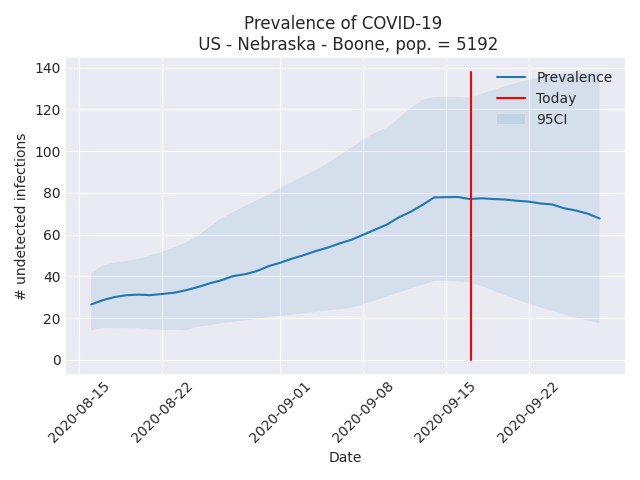 Prevalence of COVID-19
US - Nebraska - Boone, pop. = 5192
# undetected infections
140
120
100
80
60
40
20
0
Prevalence
Today
95CI
2020-08-15
2020-08-22
2020-09-01
2020-09-08
2020-09-15
2020-09-22
Date